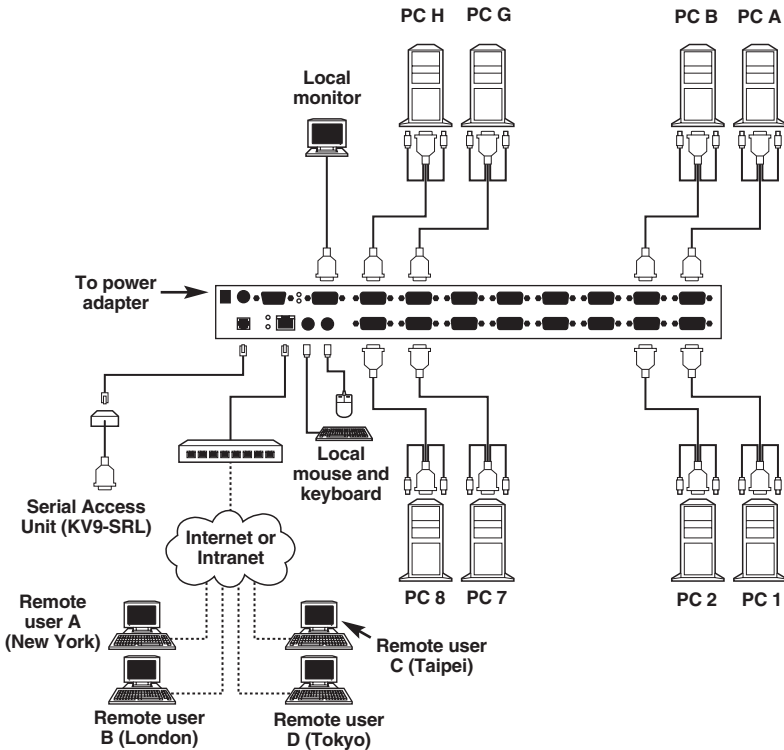 PC H
PC G
PC B
PC A
Local
monitor
To power
adapter
Local
mouse and
keyboard
Serial Access
Unit (KV9-SRL)
Internet or
Intranet
PC 8
PC 7
PC 2
PC 1
Remote
user A
(New York)
Remote user
C (Taipei)
Remote user
B (London)
Remote user
D (Tokyo)